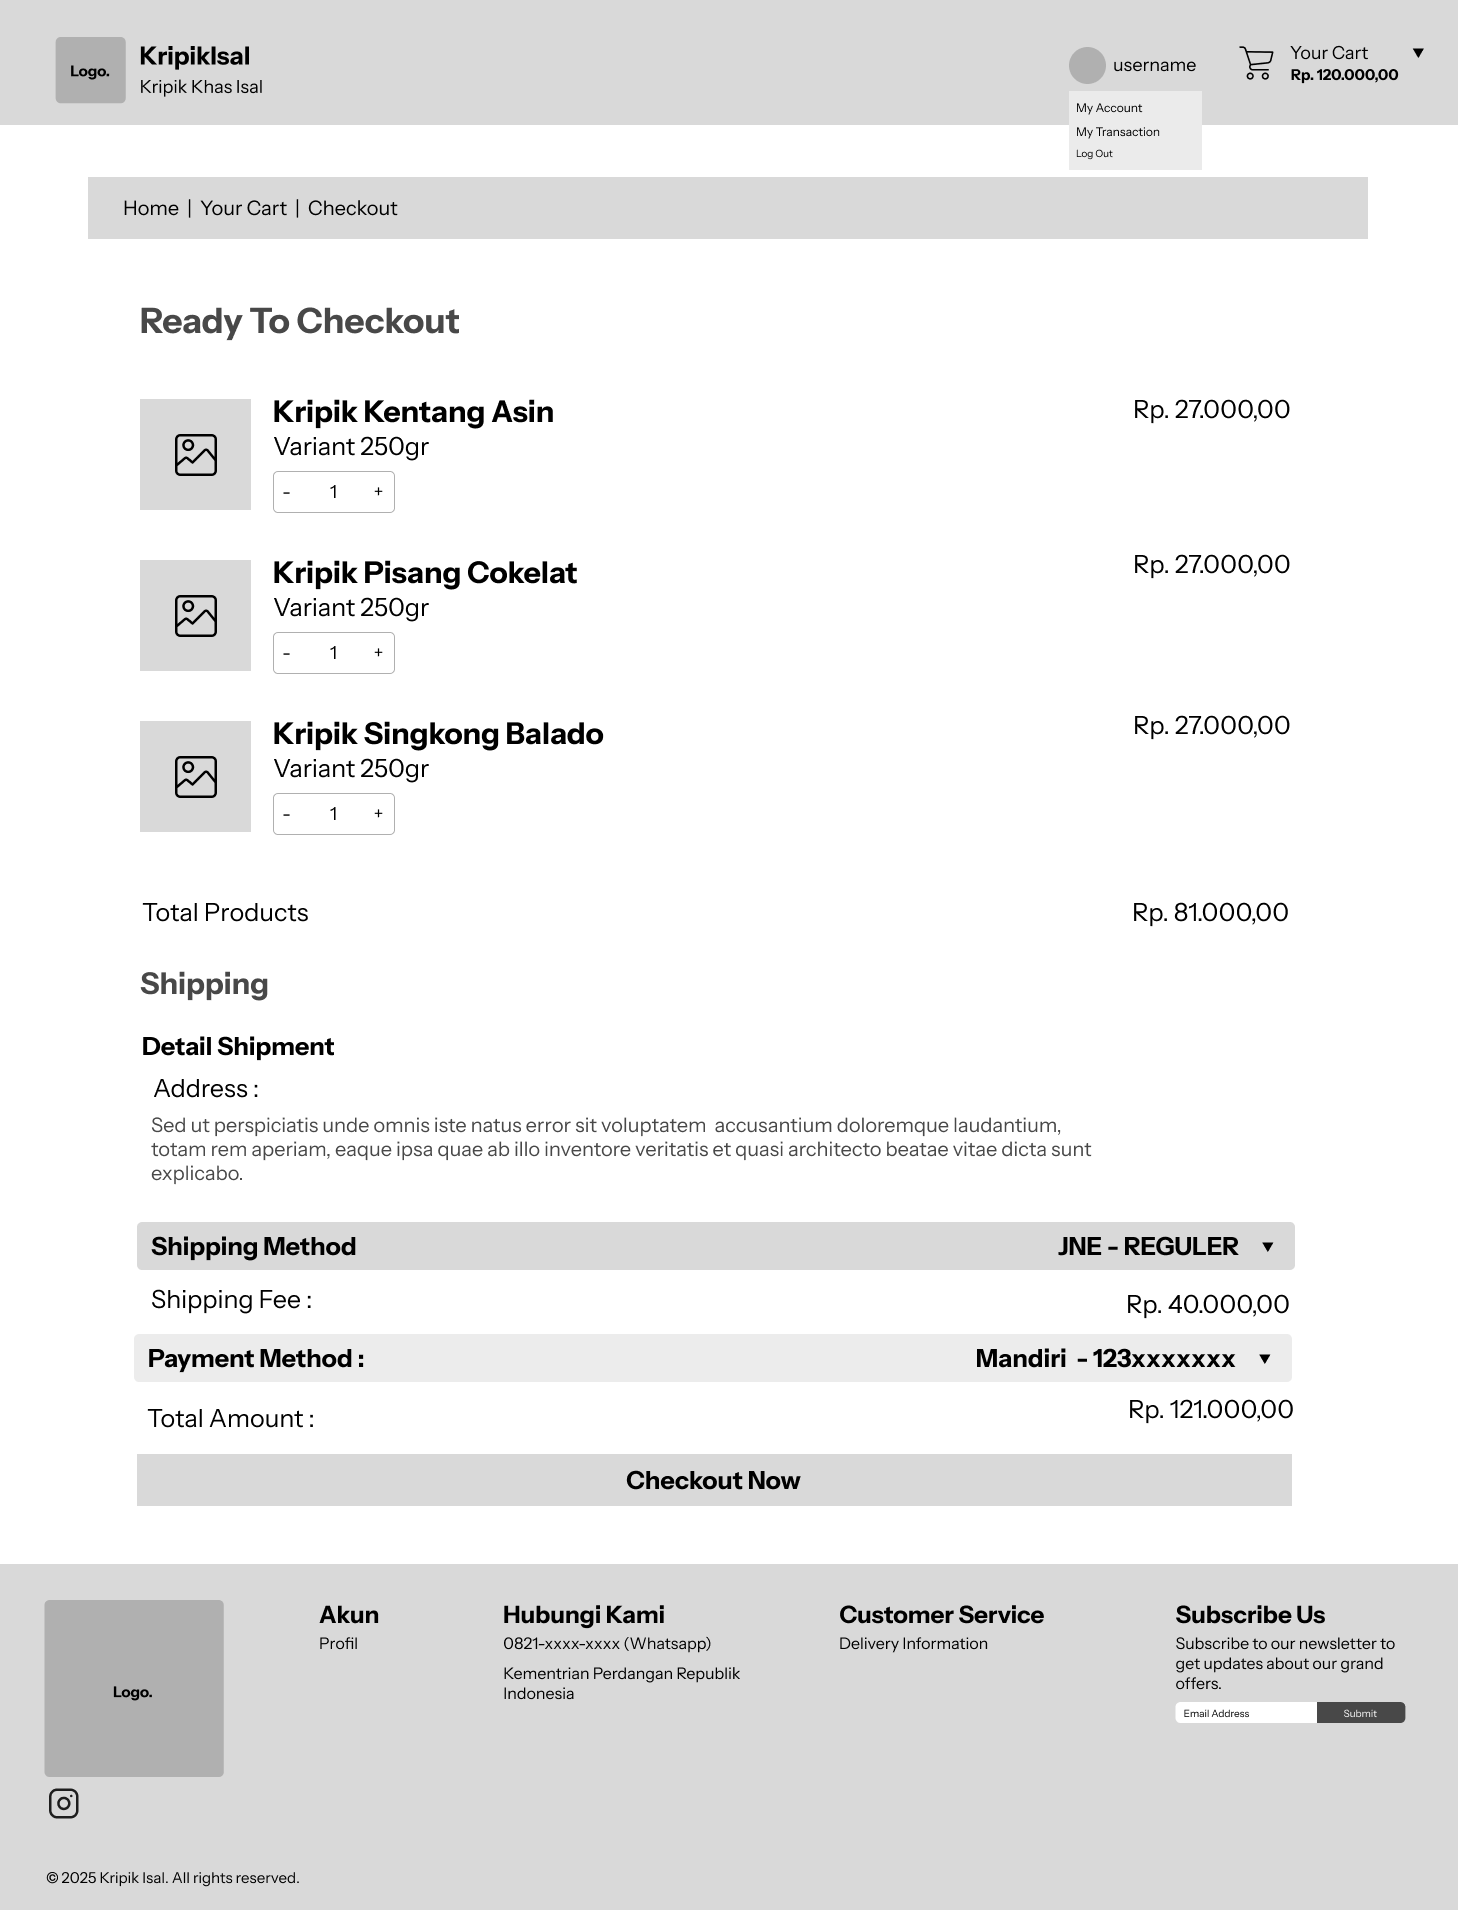 Logo.
KripikIsal
Kripik Khas Isal
username
Your Cart
Rp. 120.000,00
My Account
My Transaction
Log Out
Home | Your Cart | Checkout
Ready To Checkout
Kripik Kentang Asin
Rp. 27.000,00
Variant 250gr
- 1 +
Kripik Pisang Cokelat
Rp. 27.000,00
Variant 250gr
- 1 +
Kripik Singkong Balado
Rp. 27.000,00
Variant 250gr
- 1 +
Total Products
Rp. 81.000,00
Shipping
Detail Shipment
Address :
Sed ut perspiciatis unde omnis iste natus error sit voluptatem accusantium doloremque laudantium,
totam rem aperiam, eaque ipsa quae ab illo inventore veritatis et quasi architecto beatae vitae dicta sunt
explicabo.
Shipping Method
JNE - REGULER
Shipping Fee :
Rp. 40.000,00
Payment Method :
Mandiri - 123xxxxxxx
Total Amount :
Rp. 121.000,00
Checkout Now
Logo.
Akun
Profil
Hubungi Kami
0821-xxxx-xxxx (Whatsapp)
Kementrian Perdangan Republik
Indonesia
Customer Service
Delivery Information
Subscribe Us
Subscribe to our newsletter to
get updates about our grand
offers.
Email Address
Submit
© 2025 Kripik Isal. All rights reserved.